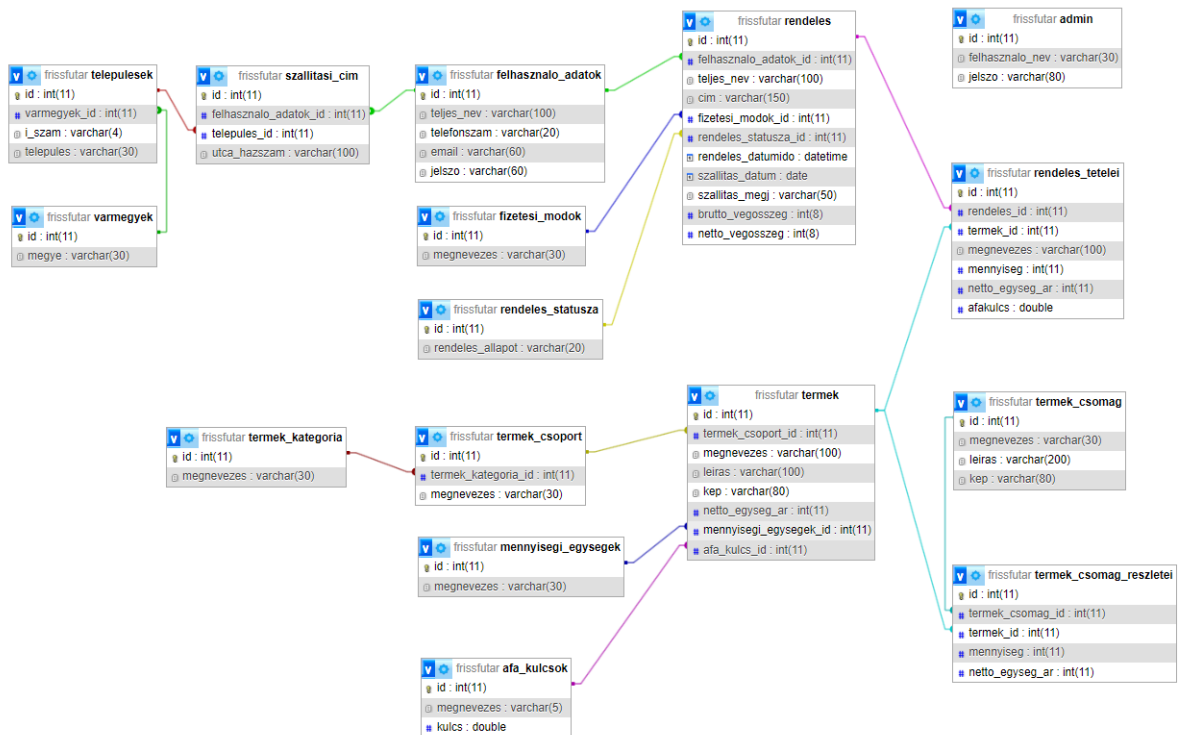 frissfutar telepulesek
id : int(11)
varmegyek_id : int(11)
i_szam : varchar(4)
telepules : varchar(30)
frissfutar varmegyek
id : int(11)
megye : varchar(30)
frissfutar szallitasi_cim
id : int(11)
felhasznalo_adatok_id : int(11)
telepules_id : int(11)
utca_hazszam : varchar(100)
frissfutar felhasznalo_adatok
id : int(11)
teljes_nev : varchar(100)
telefonszam : varchar(20)
email : varchar(60)
jelszo : varchar(60)
frissfutar fizetesi_modok
id : int(11)
megnevezes : varchar(30)
frissfutar rendeles_statusza
id : int(11)
rendeles_allapot : varchar(20)
frissfutar rendeles
id : int(11)
felhasznalo_adatok_id : int(11)
teljes_nev : varchar(100)
cim : varchar(150)
fizetesi_modok_id : int(11)
rendeles_statusza_id : int(11)
rendeles_datumido : datetime
szallitas_datum : date
szallitas_megj : varchar(50)
brutto_vegosszeg : int(8)
netto_vegosszeg : int(8)
frissfutar admin
id : int(11)
felhasznalo_nev : varchar(30)
jelszo : varchar(80)
frissfutar rendeles_tetelei
id : int(11)
rendeles_id : int(11)
termek_id : int(11)
megnevezes : varchar(100)
mennyiseg : int(11)
netto_egyseg_ar : int(11)
afakulcs : double
frissfutar termek_kategoria
id : int(11)
megnevezes : varchar(30)
frissfutar termek_csoport
id : int(11)
termek_kategoria_id : int(11)
megnevezes : varchar(30)
frissfutar mennyisegi_egysegek
id : int(11)
megnevezes : varchar(30)
frissfutar afa_kulcsok
id : int(11)
megnevezes : varchar(5)
kulcs : double
frissfutar termek
id : int(11)
termek_csoport_id : int(11)
megnevezes : varchar(100)
leiras : varchar(100)
kep : varchar(80)
netto_egyseg_ar : int(11)
mennyisegi_egysegek_id : int(11)
afa_kulcs_id : int(11)
frissfutar termek_csomag
id : int(11)
megnevezes : varchar(30)
leiras : varchar(200)
kep : varchar(80)
frissfutar termek_csomag_reszletei
id : int(11)
termek_csomag_id : int(11)
termek_id : int(11)
mennyiseg : int(11)
netto_egyseg_ar : int(11)